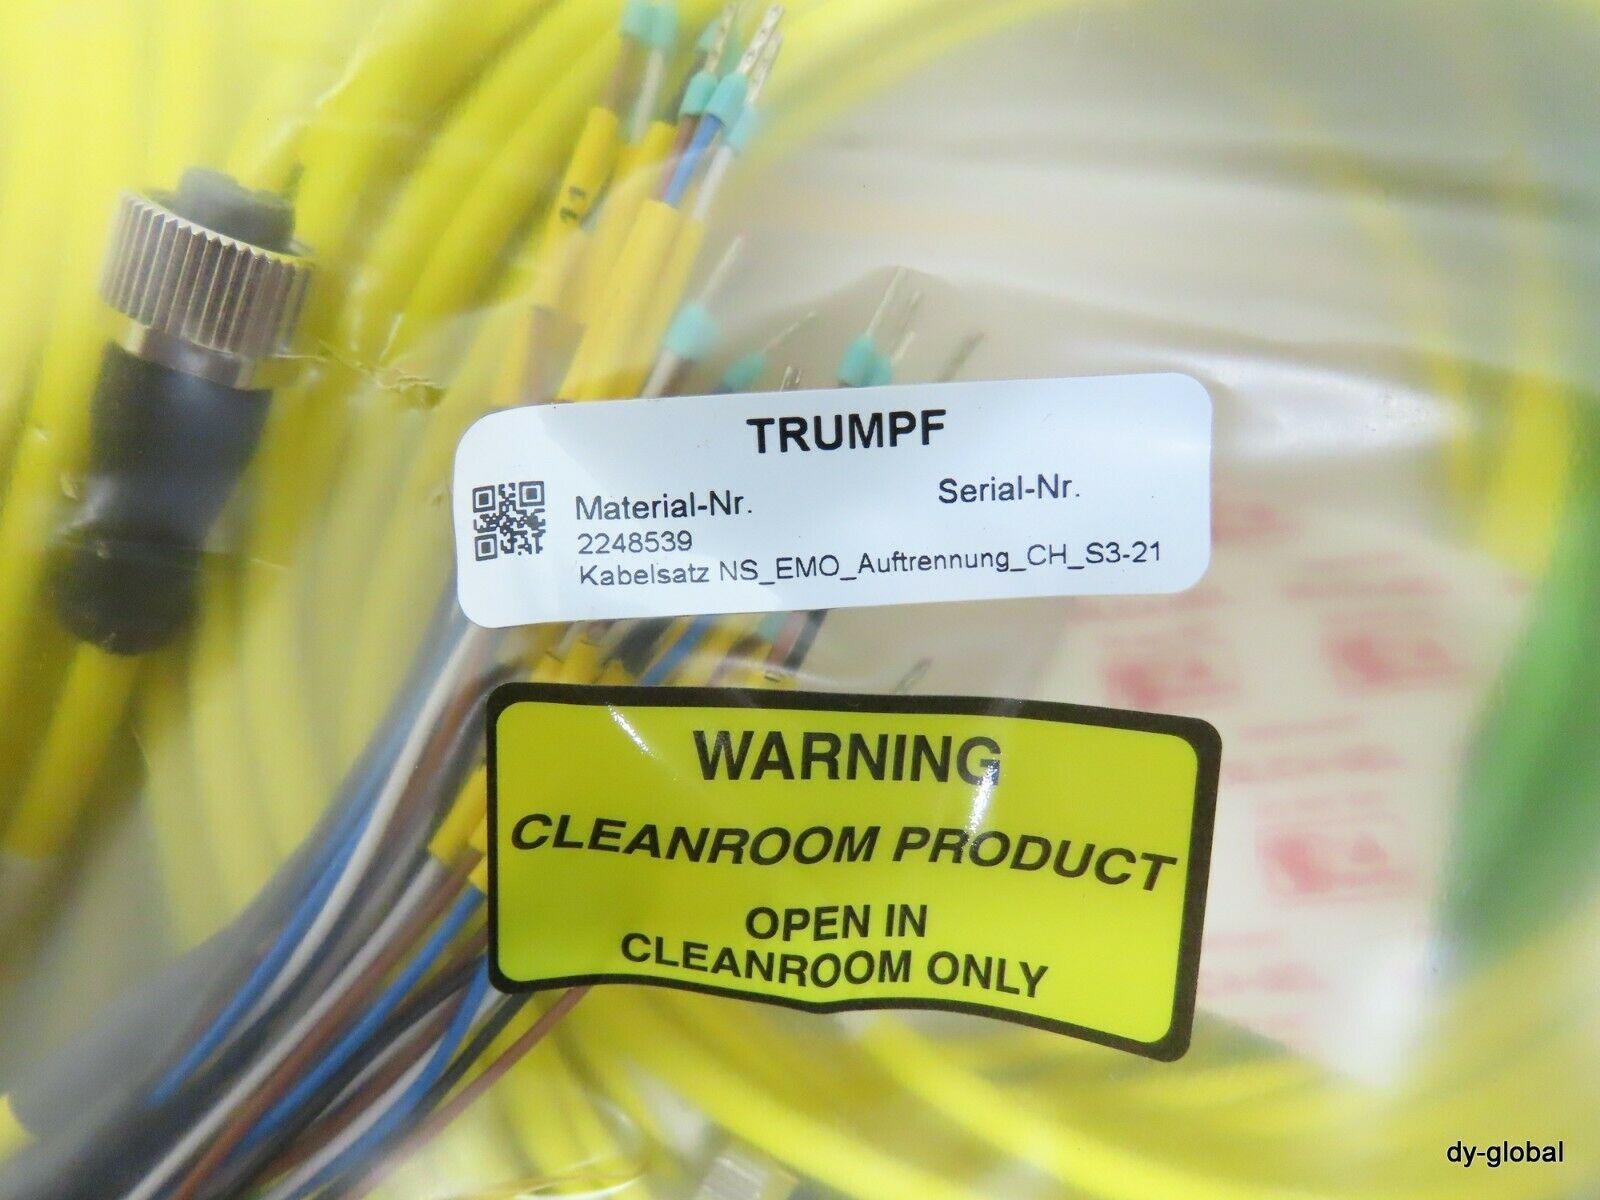 TRUMPF
Material-Nr. Serial-Nr.
2248539
Kabelsatz NS_EMO_Auftrennung_CH_S3-21
WARNING
CLEANROOM PRODUCT
OPEN IN
CLEANROOM ONLY
dy-global